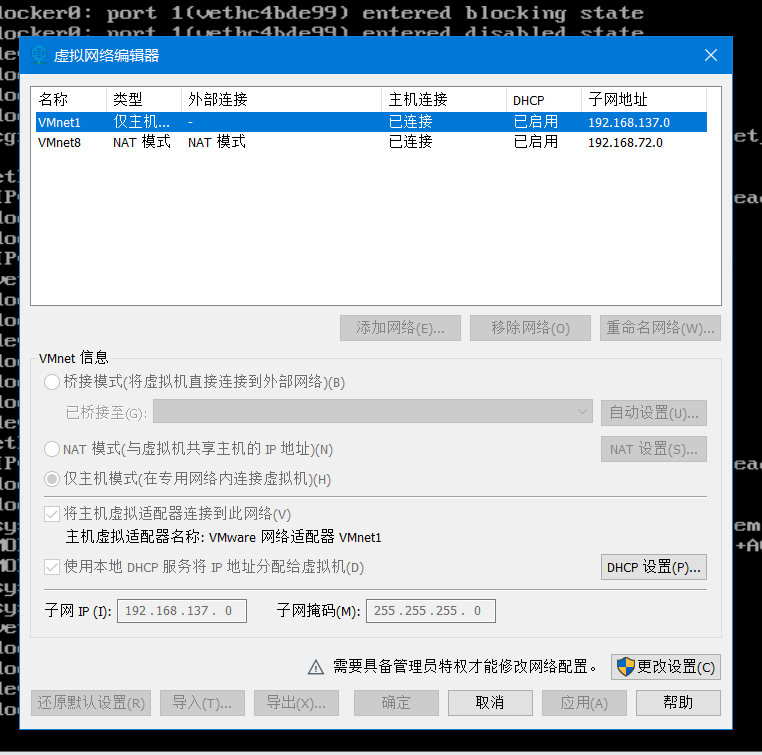 locker0: port 1(vethc4bde99) entered blocking state
locker0: port 1(vethc4bde99) entered disabled state
虚拟网络编辑器
名称 类型 外部连接 主机连接 DHCP 子网地址
VMnet1 仅主机... - 已连接 已启用 192.168.137.0
VMnet8 NAT 模式 NAT 模式 已连接 已启用 192.168.72.0
添加网络(E)... 移除网络(O) 重命名网络(W)...
VMnet 信息
桥接模式(将虚拟机直接连接到外部网络)(B)
已桥接至(G): 自动设置(U)...
NAT 模式(与虚拟机共享主机的 IP 地址)(N) NAT 设置(S)...
仅主机模式(在专用网络内连接虚拟机)(H)
将主机虚拟适配器连接到此网络(V)
主机虚拟适配器名称: VMware 网络适配器 VMnet1
使用本地 DHCP 服务将 IP 地址分配给虚拟机(D) DHCP 设置(P)...
子网 IP (I): 192 .168 .137 . 0 子网掩码(M): 255 .255 .255 . 0
需要具备管理员特权才能修改网络配置。 更改设置(C)
还原默认设置(R) 导入(T)... 导出(X)... 确定 取消 应用(A) 帮助